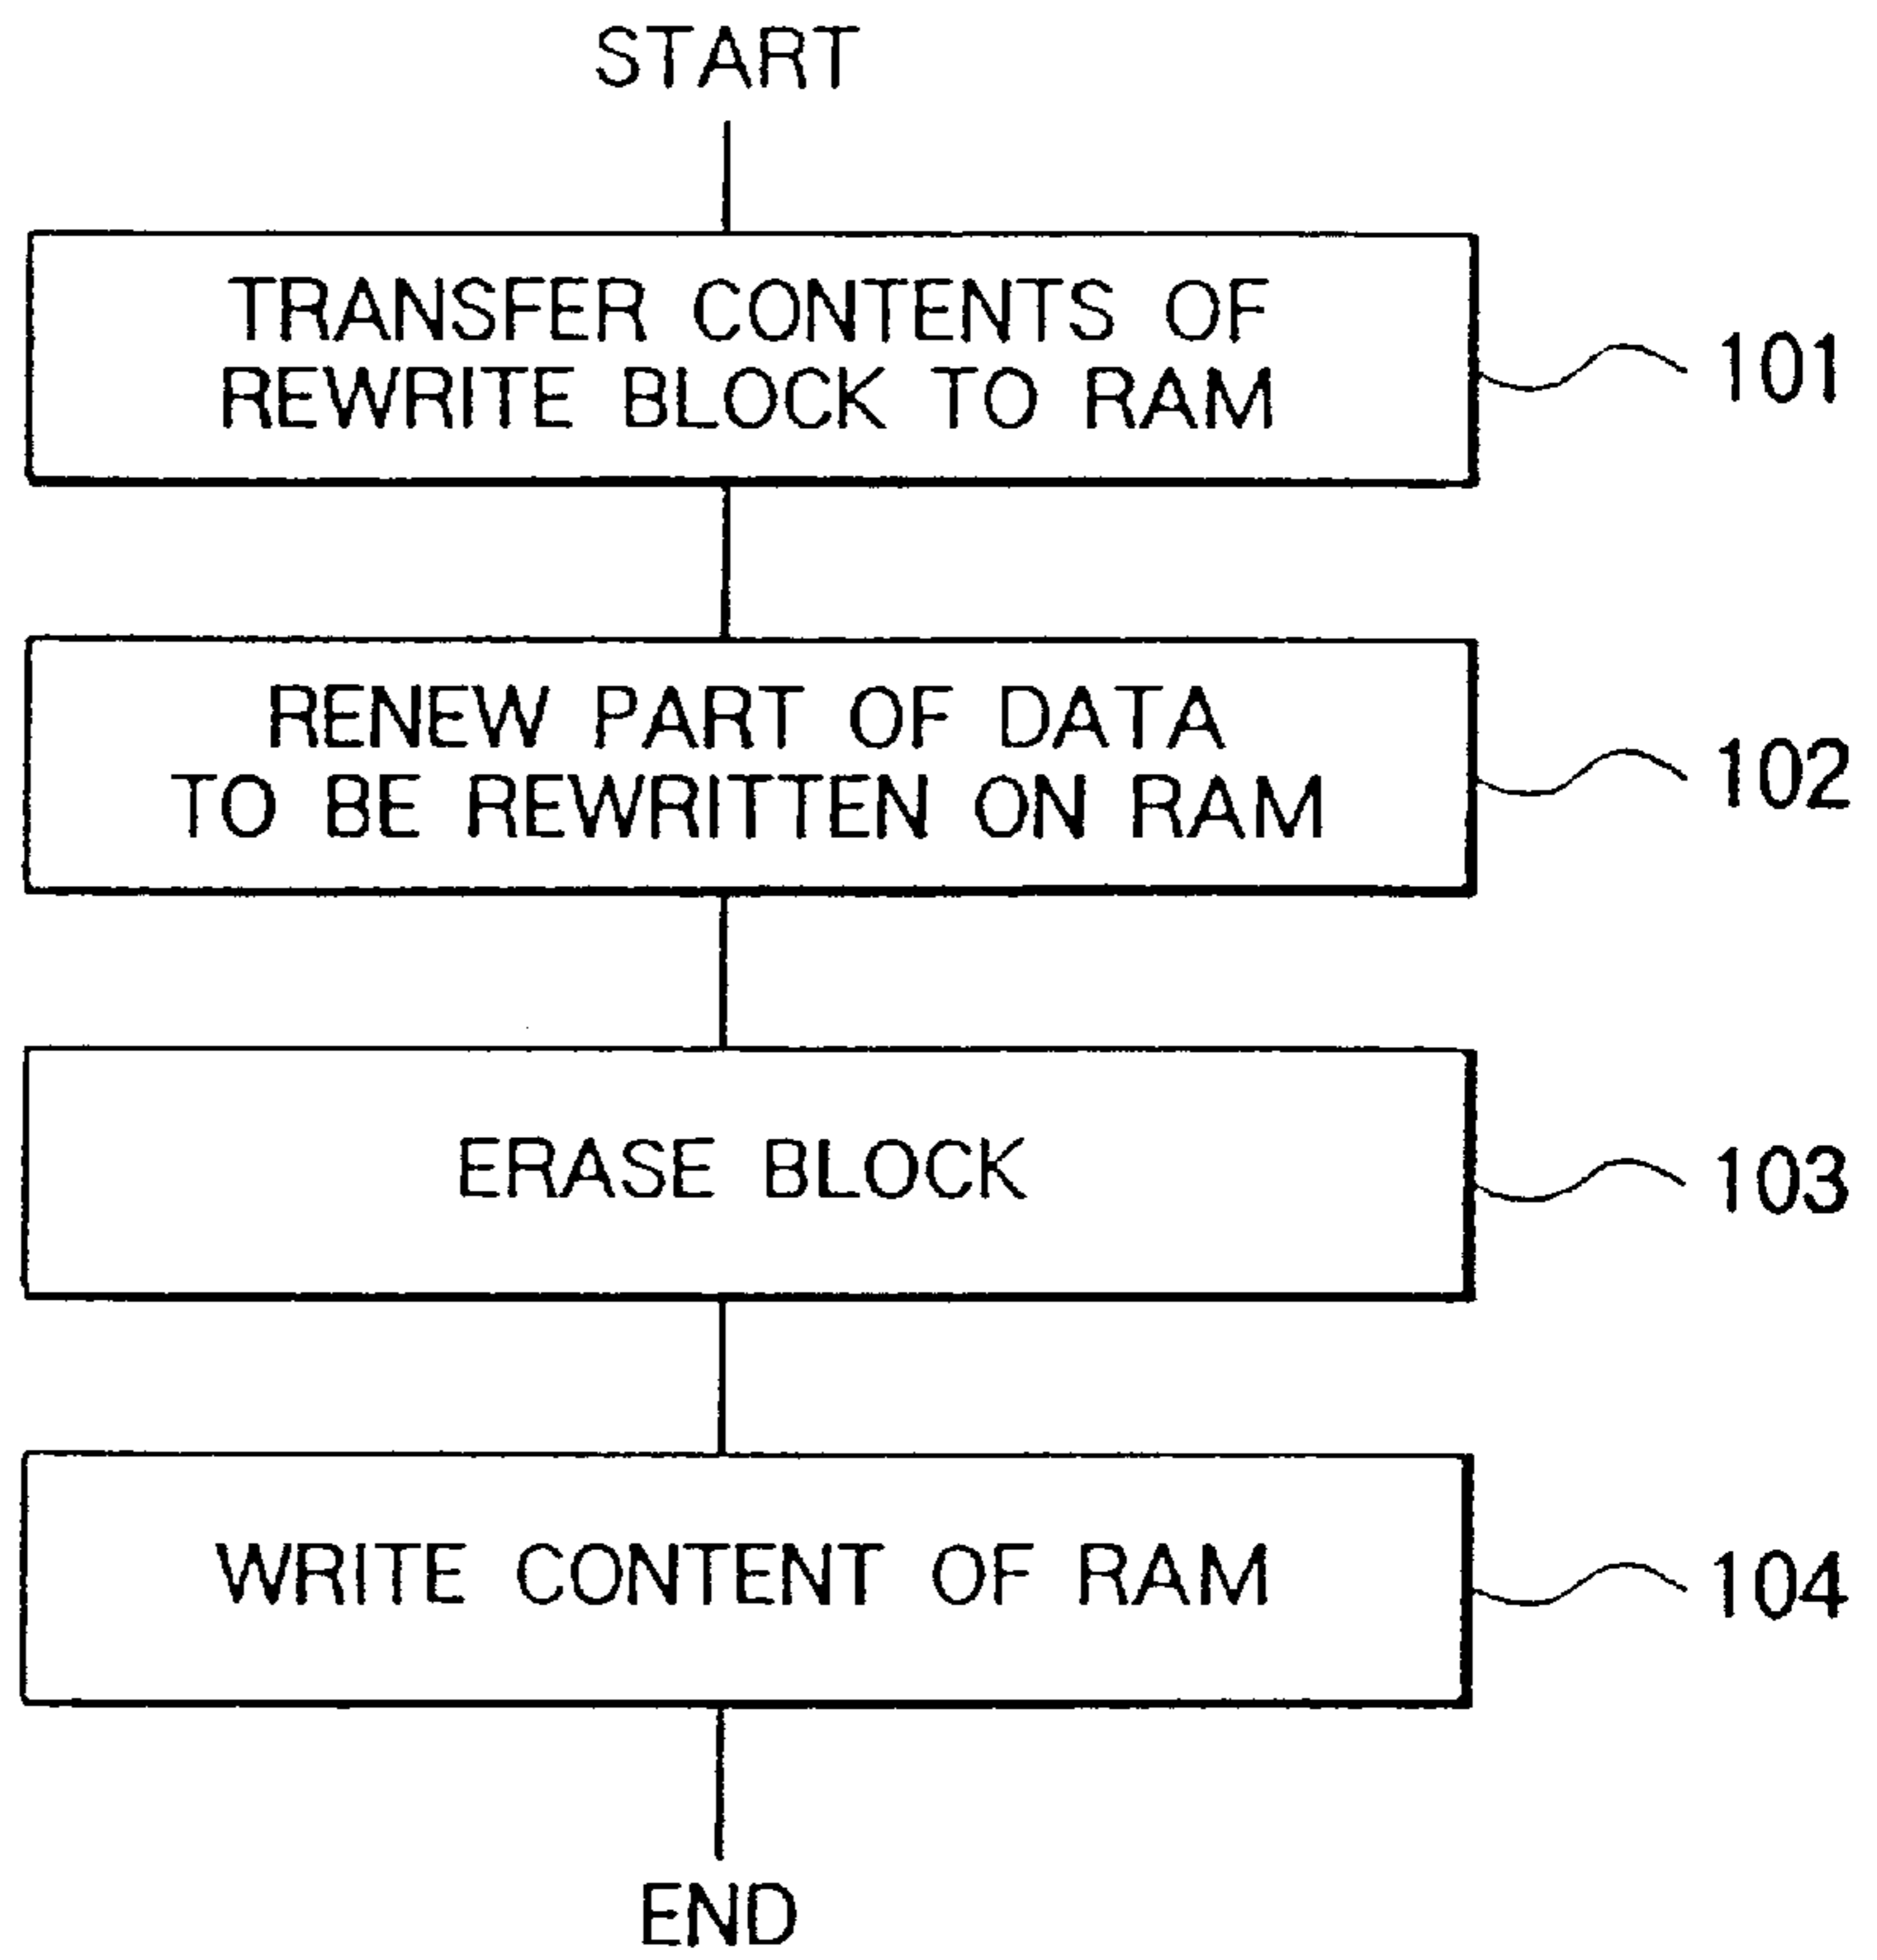 START
TRANSFER CONTENTS OF
REWRITE BLOCK TO RAM
101
RENEW PART OF DATA
TO BE REWRITTEN ON RAM
102
ERASE BLOCK
103
WRITE CONTENT OF RAM
104
END